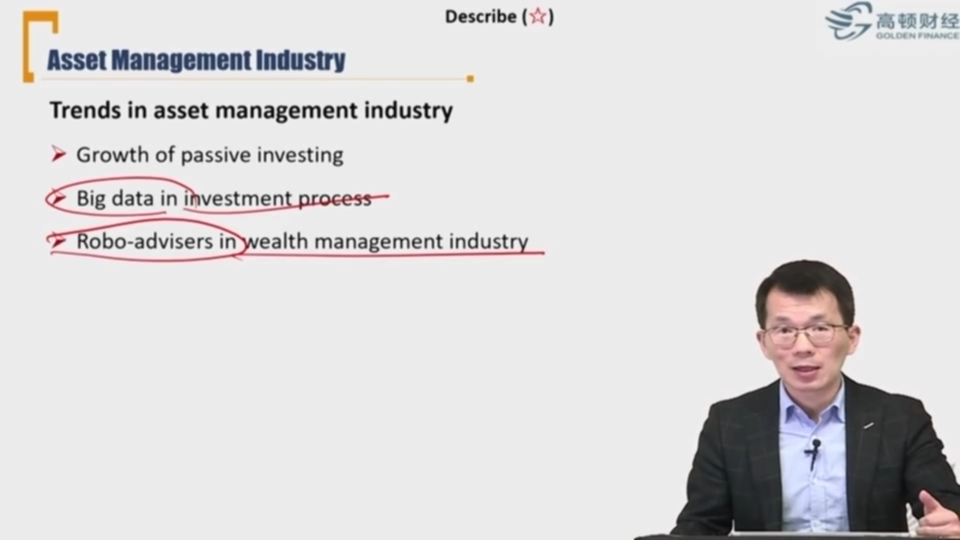 Describe (☆)
高顿财经
GOLDEN FINANCE
Asset Management Industry
Trends in asset management industry
Growth of passive investing
Big data in investment process
Robo-advisers in wealth management industry